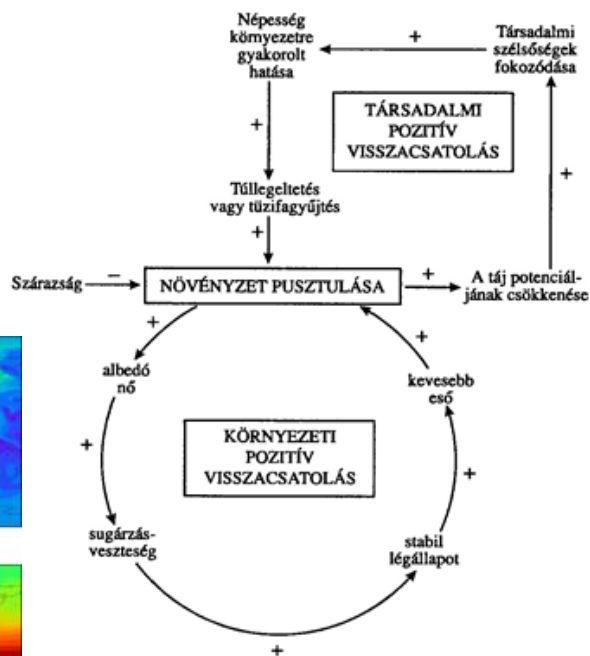 Népesség
környezetre
gyakorolt
hatása
+
Társadalmi
szélsőségek
fokozódása
TÁRSADALMI
POZITÍV
VISSZACSATOLÁS
+
+
Túllegeltetés
vagy tüzifagyűjtés
+
Szárazság
–
NÖVÉNYZET PUSZTULÁSA
+
A táj potenciál-
jának csökkenése
+
albedó
nő
+
kevesebb
eső
KÖRNYEZETI
POZITÍV
VISSZACSATOLÁS
+
+
sugárzás-
veszteség
stabil
légállapot
+